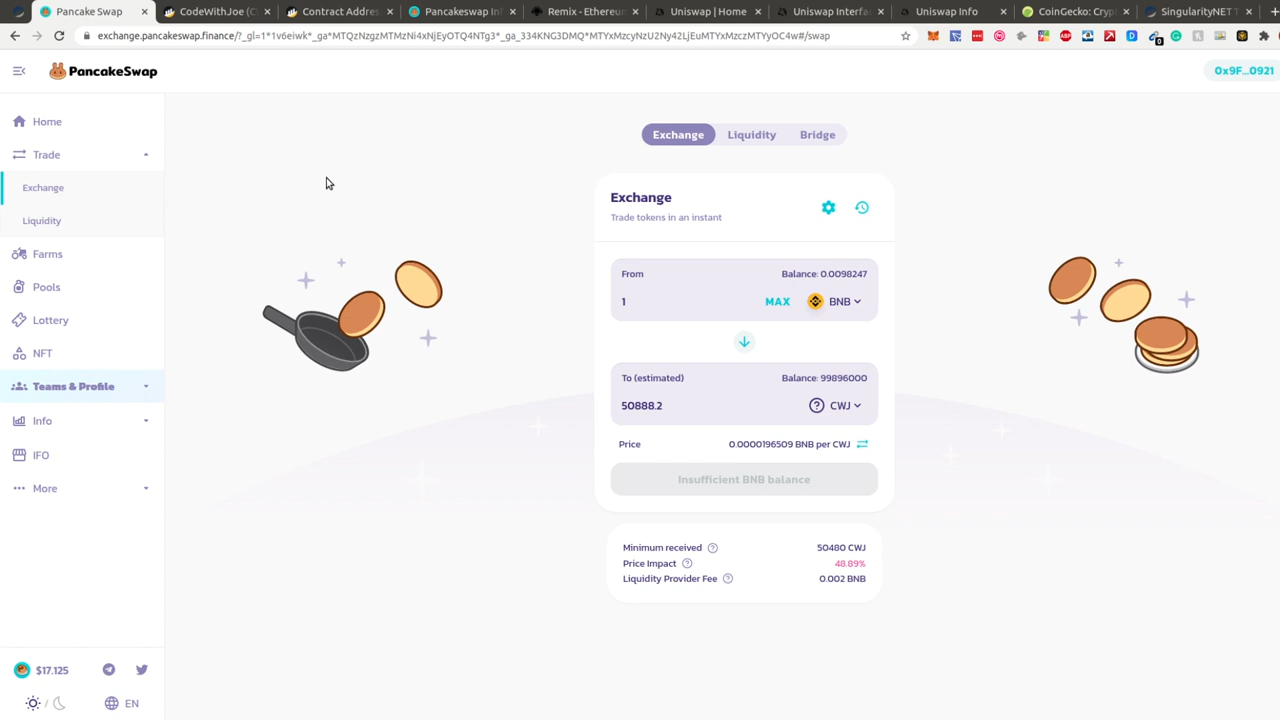 Pancake Swap
CodeWithJoe (C
Contract Addres
Pancakeswap In
Remix - Ethereu
Uniswap | Home
Uniswap Interfac
Uniswap Info
CoinGecko: Cryp
SingularityNET T
exchange.pancakeswap.finance/?_gl=1*1v6eiwk*_ga*MTQzNzgzMTMzNi4xNjEyOTQ4NTg3*_ga_334KNG3DMQ*MTYxMzcyNzU2Ny42LjEuMTYxMzczMTYyOC4w#/swap
PancakeSwap
0x9F...0921
Home
Trade
Exchange
Liquidity
Farms
Pools
Lottery
NFT
Teams & Profile
Info
IFO
More
$17.125
EN
Exchange Liquidity Bridge
Exchange
Trade tokens in an instant
From Balance: 0.0098247
1 MAX BNB
To (estimated) Balance: 99896000
50888.2 CWJ
Price 0.0000196509 BNB per CWJ
Insufficient BNB balance
Minimum received 50480 CWJ
Price Impact 48.89%
Liquidity Provider Fee 0.002 BNB